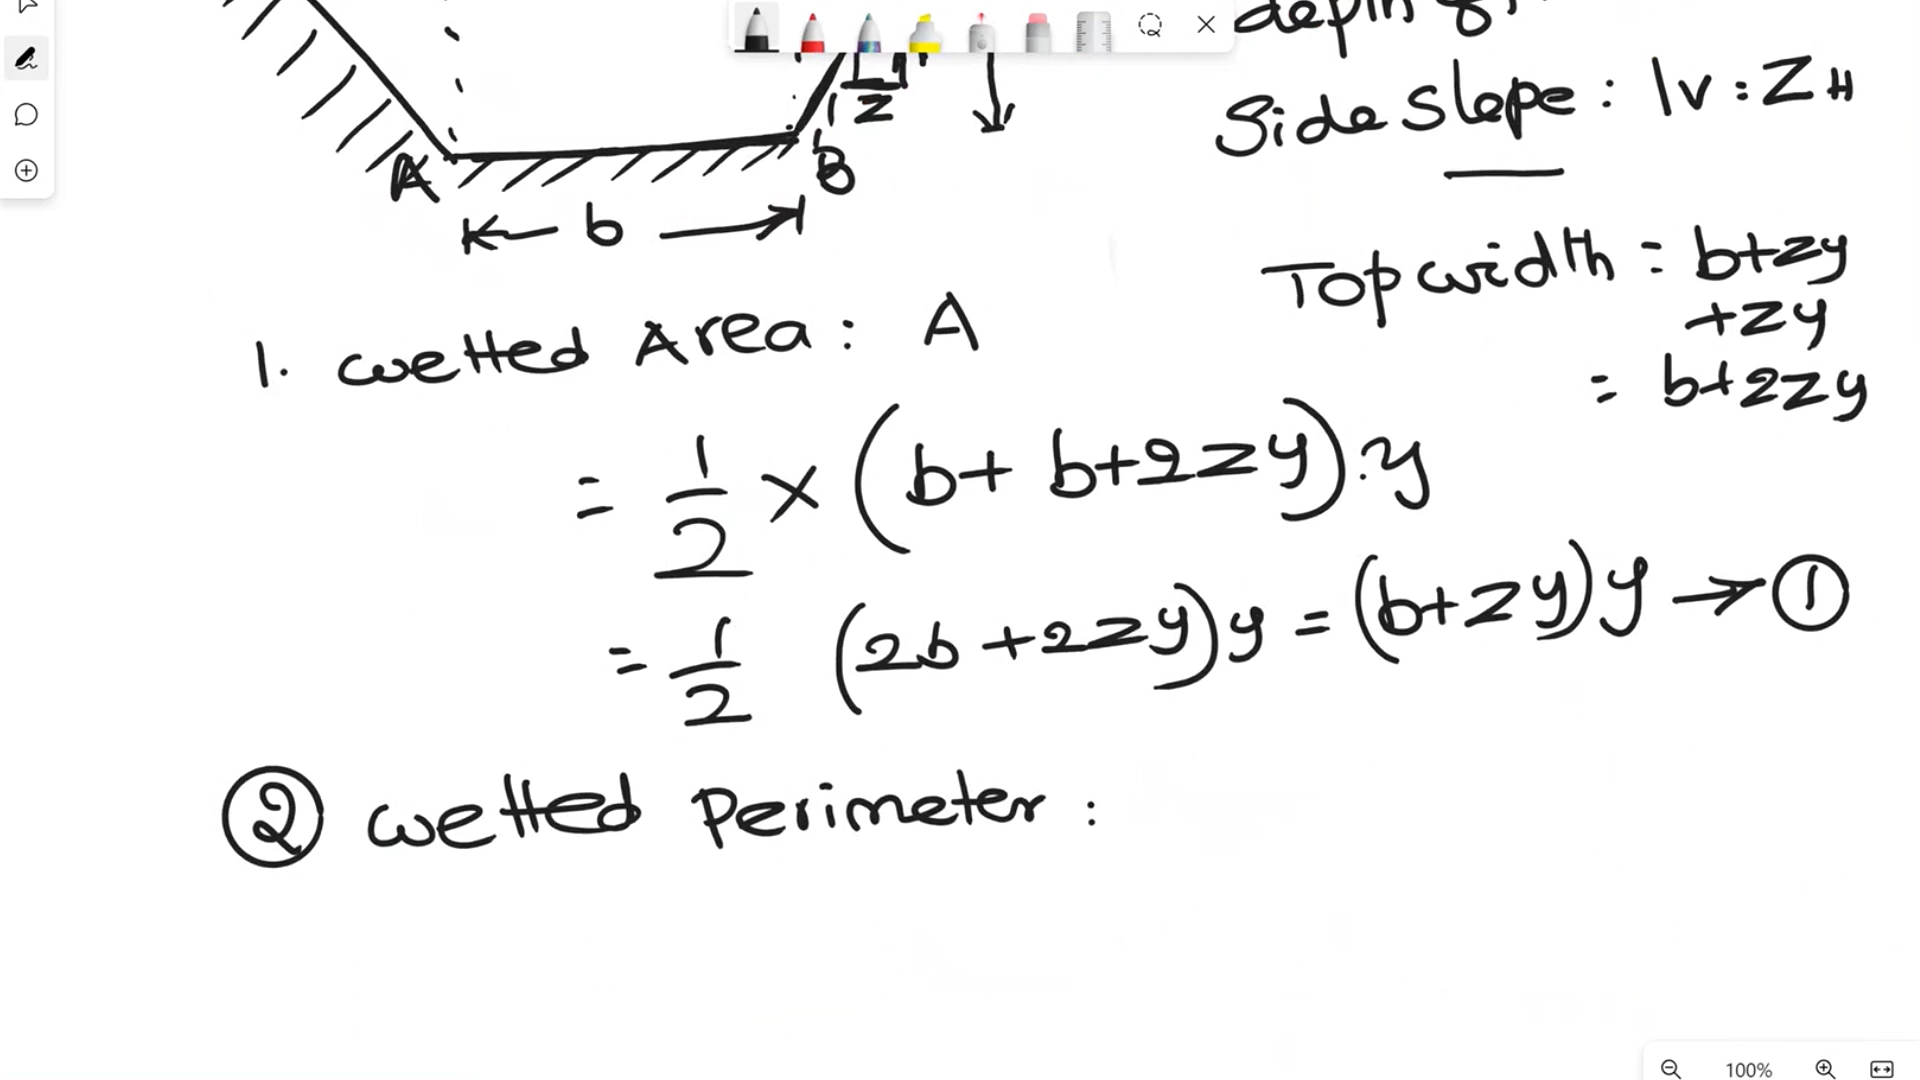 Side Slope : 1V : ZH
1
Z
A
B
b
Top width = b+zy
+zy
= b+2zy
1. Wetted Area : A
= 1/2 × (b + b+2zy).y
= 1/2 (2b+2zy)y = (b+zy)y → ①
② Wetted Perimeter :
100%